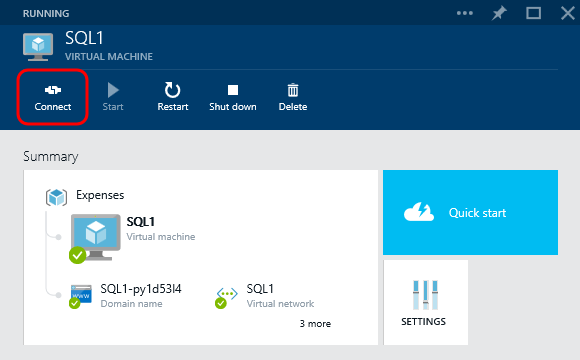 RUNNING
SQL1
VIRTUAL MACHINE
Connect
Start
Restart
Shut down
Delete
Summary
Expenses
SQL1
Virtual machine
www
SQL1-py1d53l4
Domain name
SQL1
Virtual network
3 more
Quick start
SETTINGS